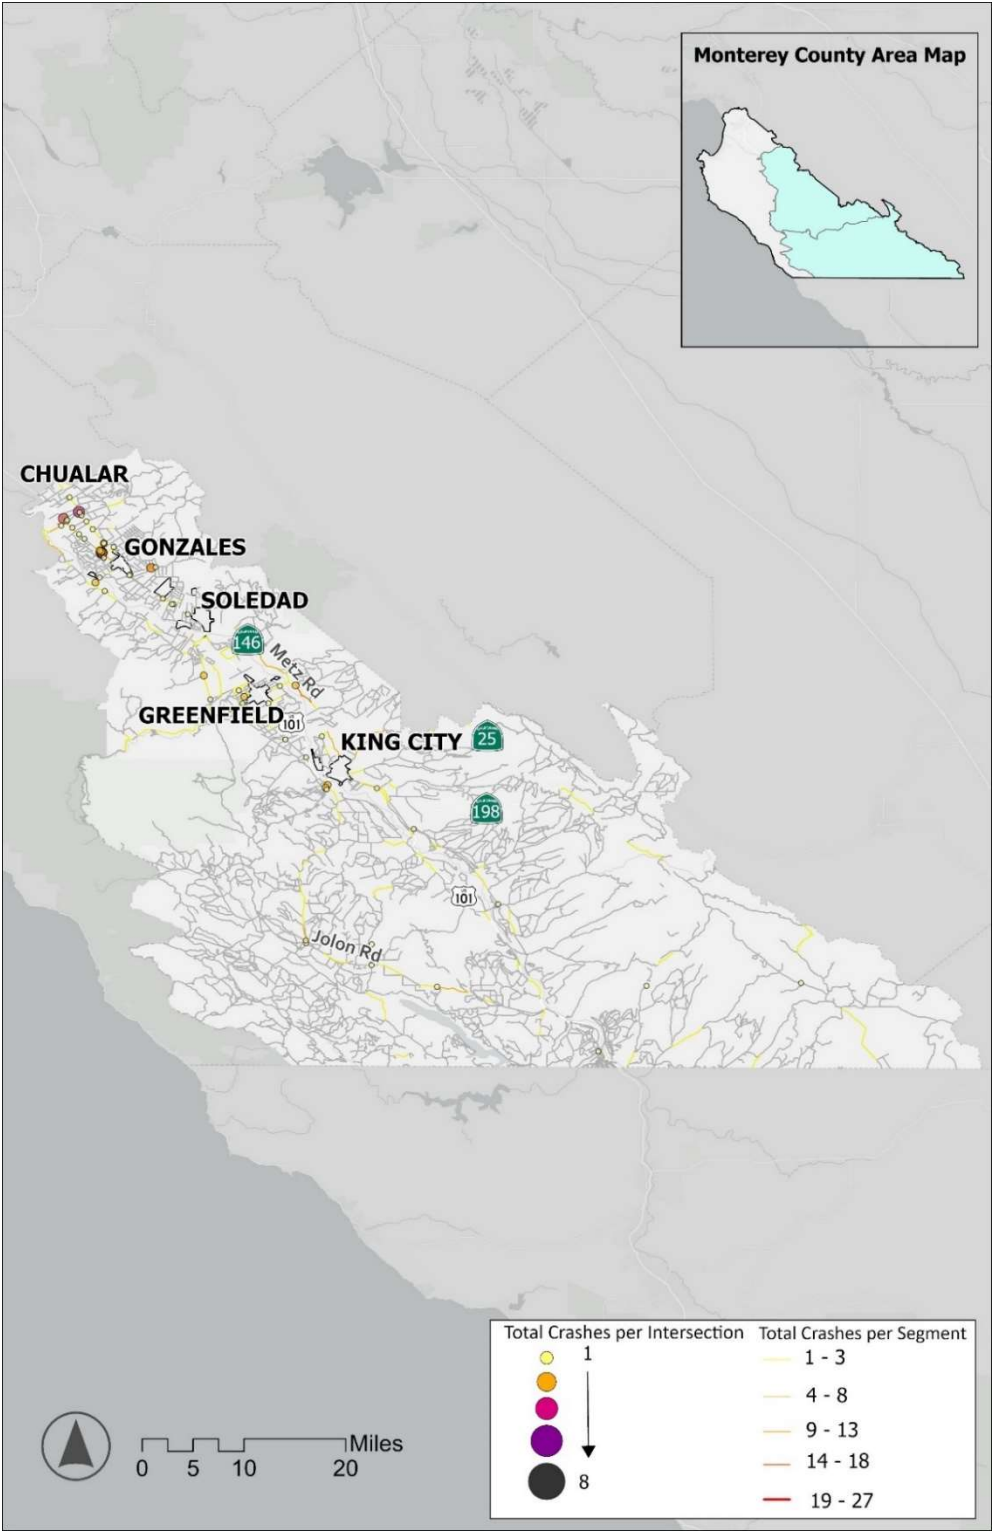 Monterey County Area Map
CHUALAR
GONZALES
SOLEDAD
146
Metz Rd
GREENFIELD
101
KING CITY
25
198
101
Jolon Rd
Total Crashes per Intersection
1
8
Total Crashes per Segment
1 - 3
4 - 8
9 - 13
14 - 18
19 - 27
Miles
0 5 10 20